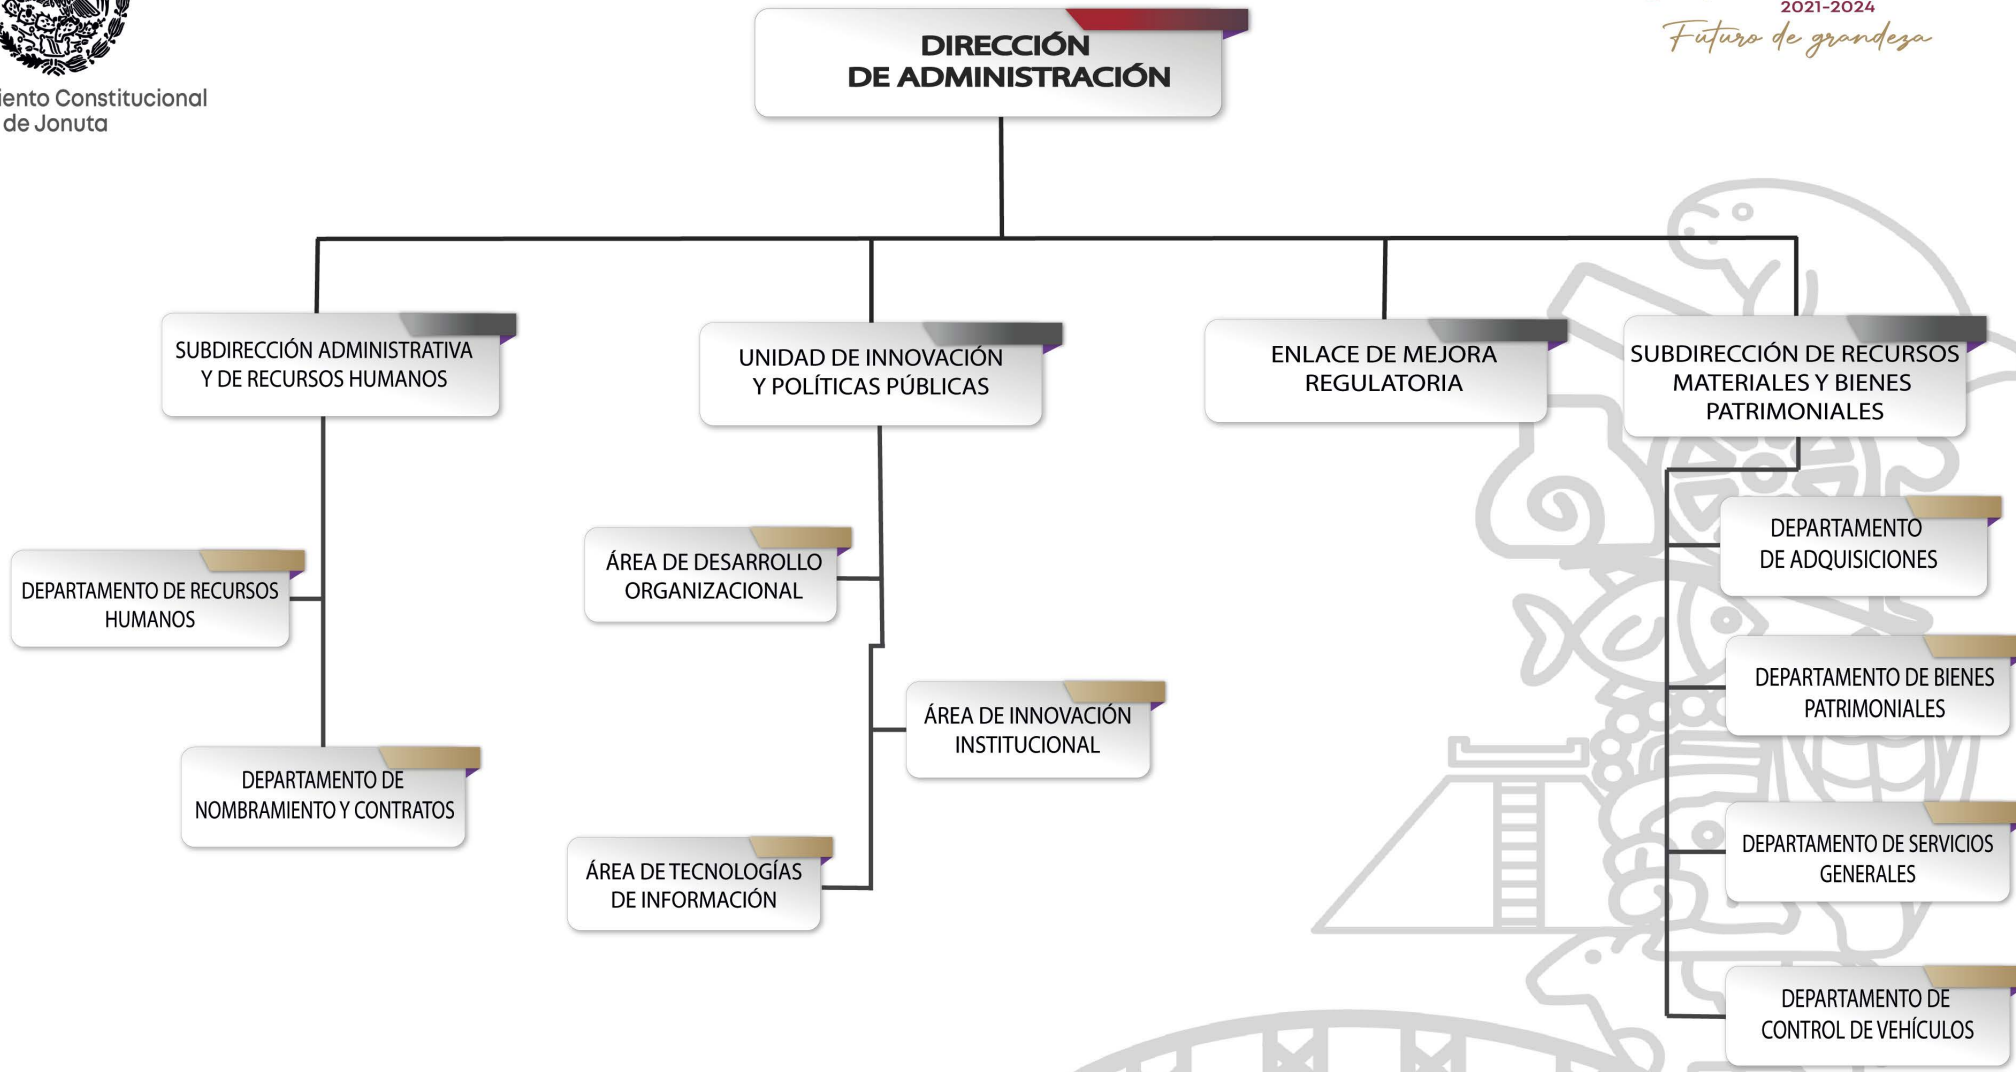 2021-2024
Futuro de grandeza
Constitucional
de Jonuta
DIRECCIÓN
DE ADMINISTRACIÓN
SUBDIRECCIÓN ADMINISTRATIVA
Y DE RECURSOS HUMANOS
UNIDAD DE INNOVACIÓN
Y POLÍTICAS PÚBLICAS
ENLACE DE MEJORA
REGULATORIA
SUBDIRECCIÓN DE RECURSOS
MATERIALES Y BIENES
PATRIMONIALES
DEPARTAMENTO DE RECURSOS
HUMANOS
DEPARTAMENTO DE
NOMBRAMIENTO Y CONTRATOS
ÁREA DE DESARROLLO
ORGANIZACIONAL
ÁREA DE INNOVACIÓN
INSTITUCIONAL
ÁREA DE TECNOLOGÍAS
DE INFORMACIÓN
DEPARTAMENTO
DE ADQUISICIONES
DEPARTAMENTO DE BIENES
PATRIMONIALES
DEPARTAMENTO DE SERVICIOS
GENERALES
DEPARTAMENTO DE
CONTROL DE VEHÍCULOS